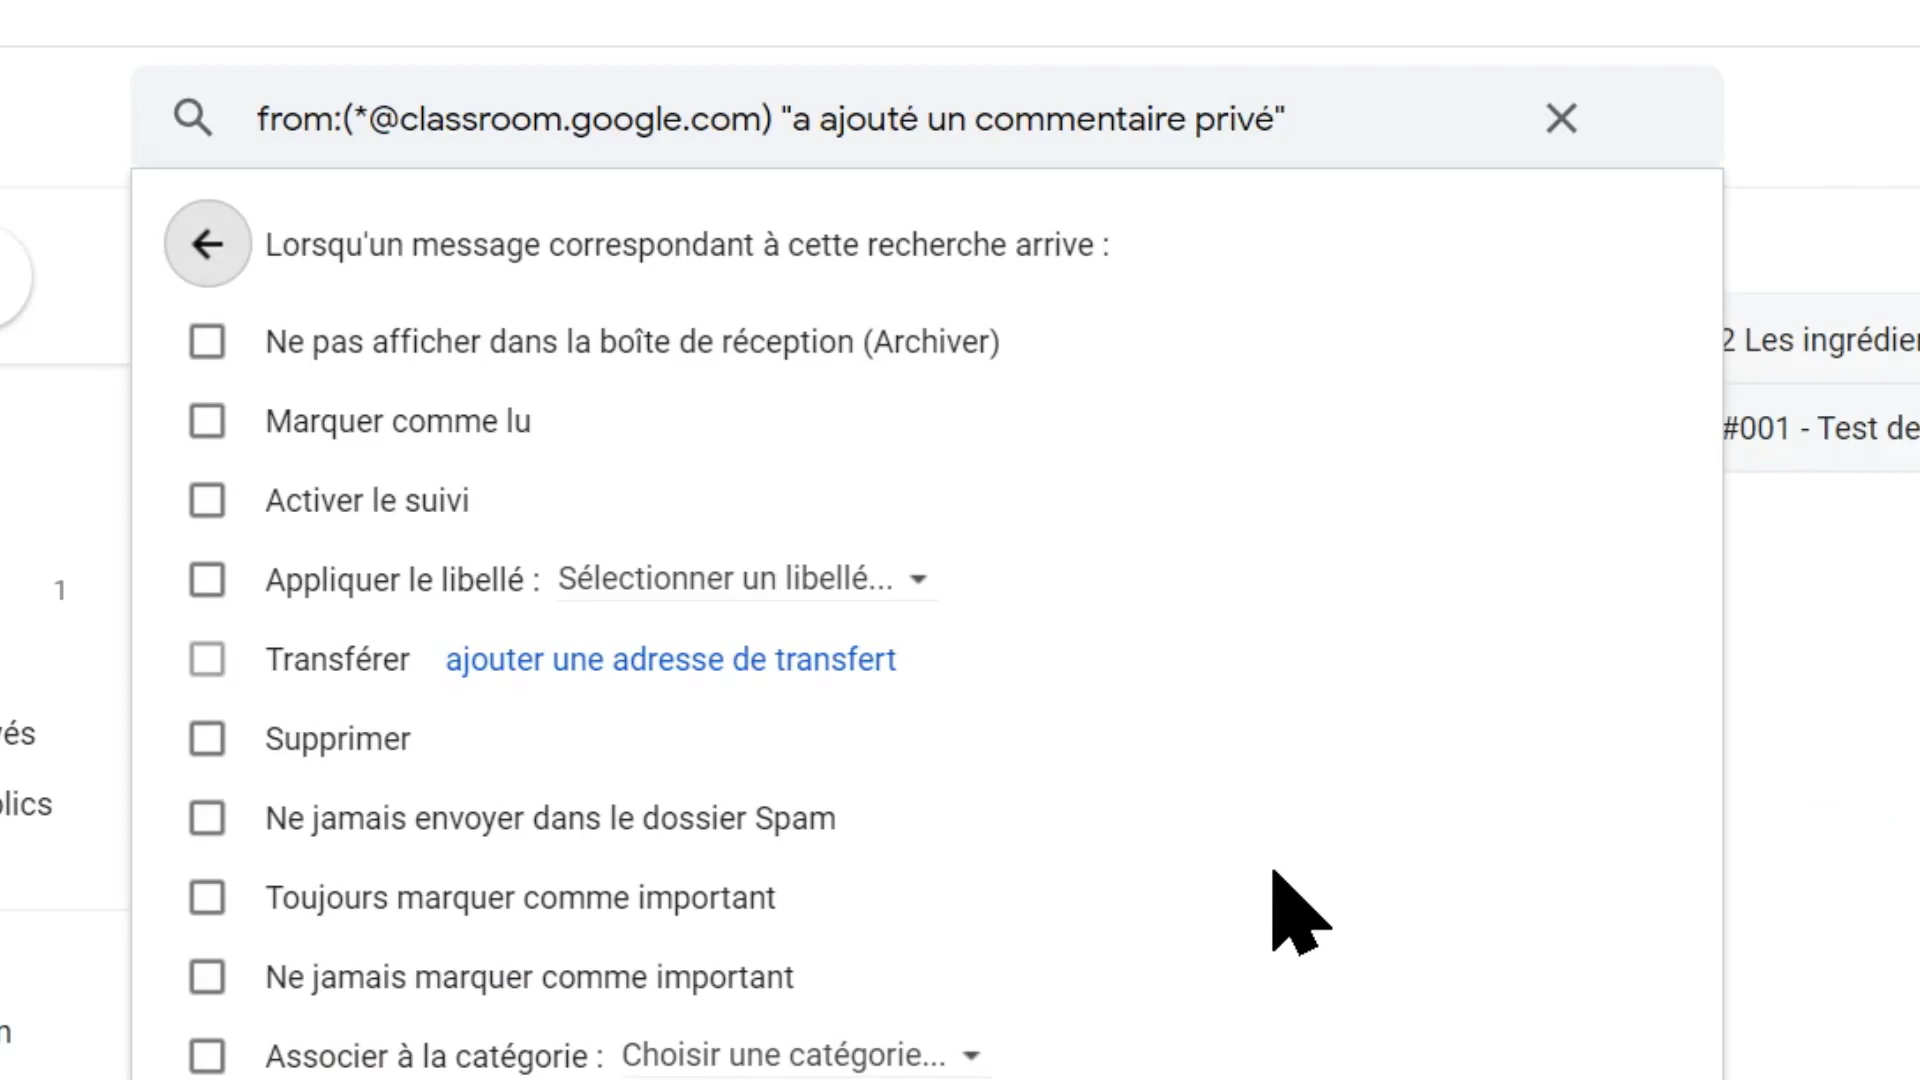 from:(*@classroom.google.com) "a ajouté un commentaire privé"
Lorsqu'un message correspondant à cette recherche arrive :
Ne pas afficher dans la boîte de réception (Archiver)
2 Les ingrédie
Marquer comme lu
#001 - Test de
Activer le suivi
Appliquer le libellé : Sélectionner un libellé...
1
Transférer ajouter une adresse de transfert
Supprimer
vés
Ne jamais envoyer dans le dossier Spam
lics
Toujours marquer comme important
Ne jamais marquer comme important
n
Associer à la catégorie : Choisir une catégorie...